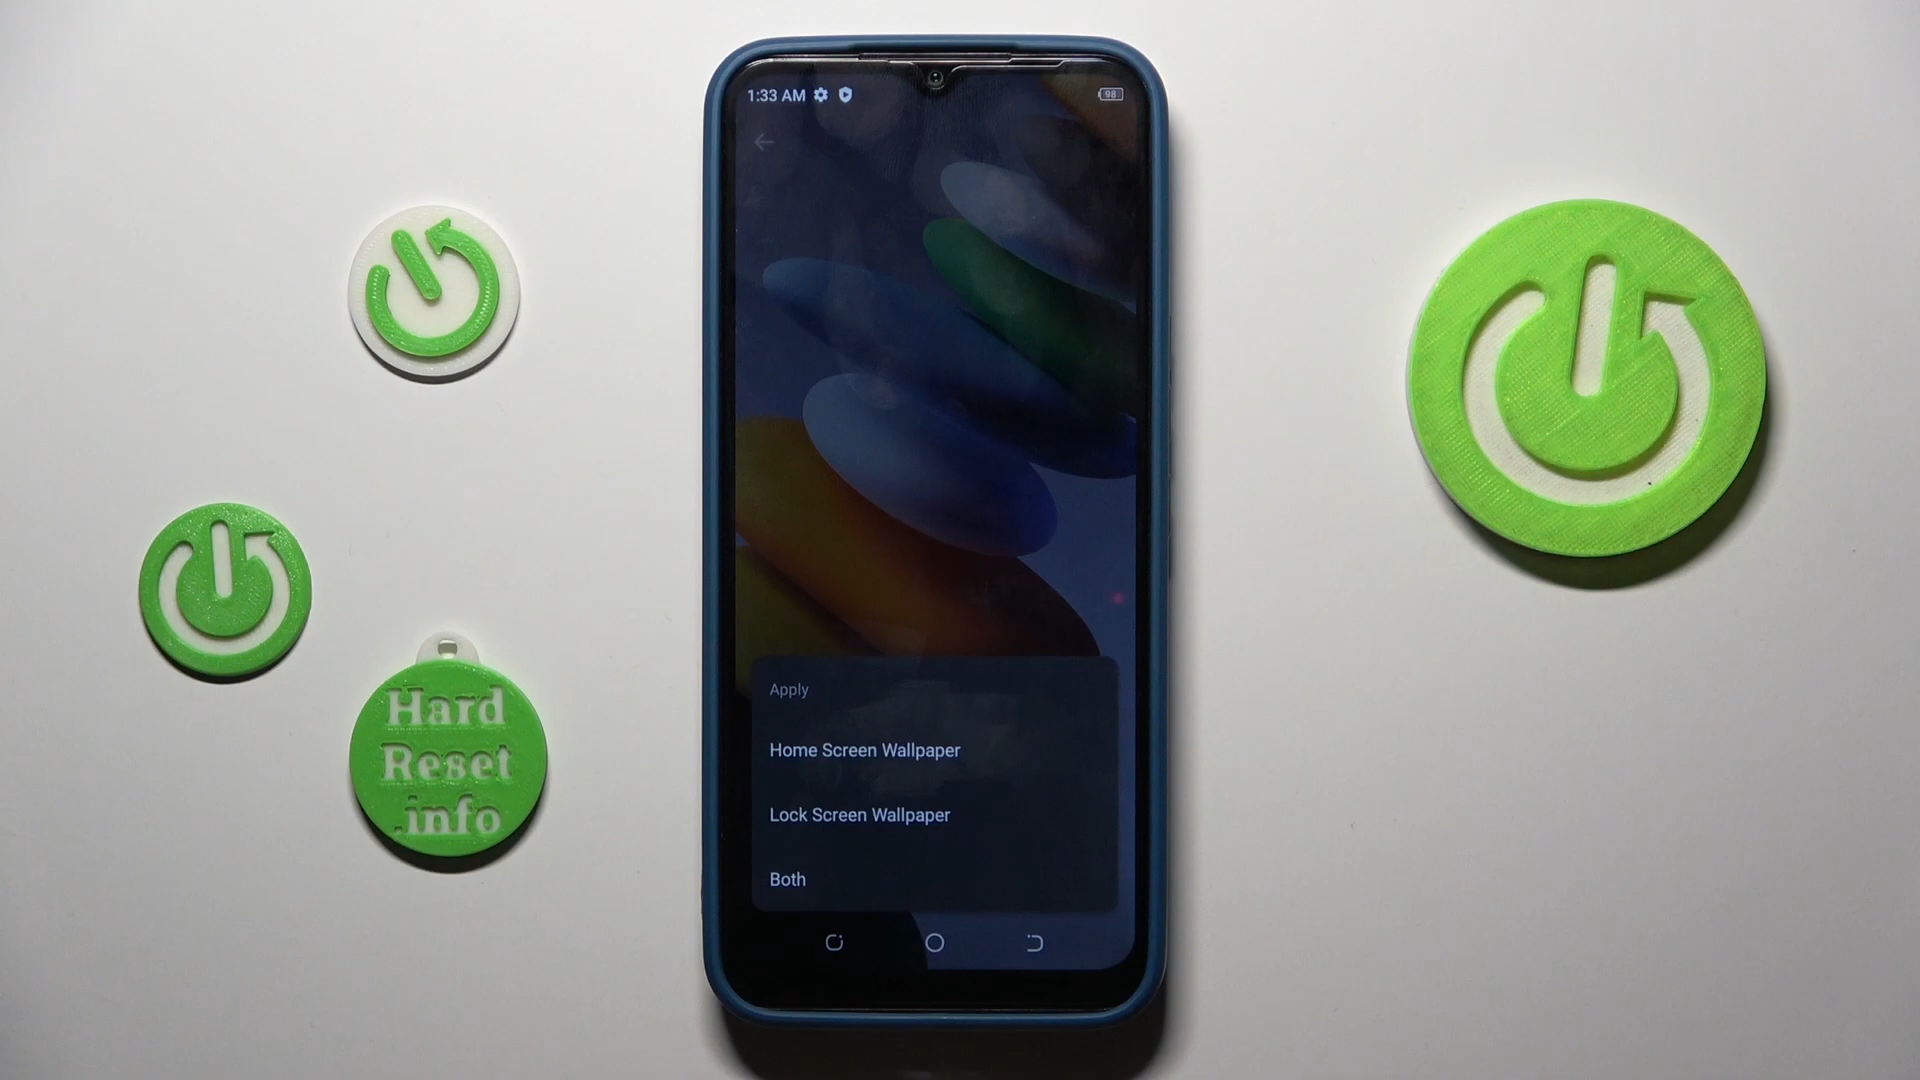 1:33 AM
98
Apply
Home Screen Wallpaper
Lock Screen Wallpaper
Both
Hard
Reset
.info